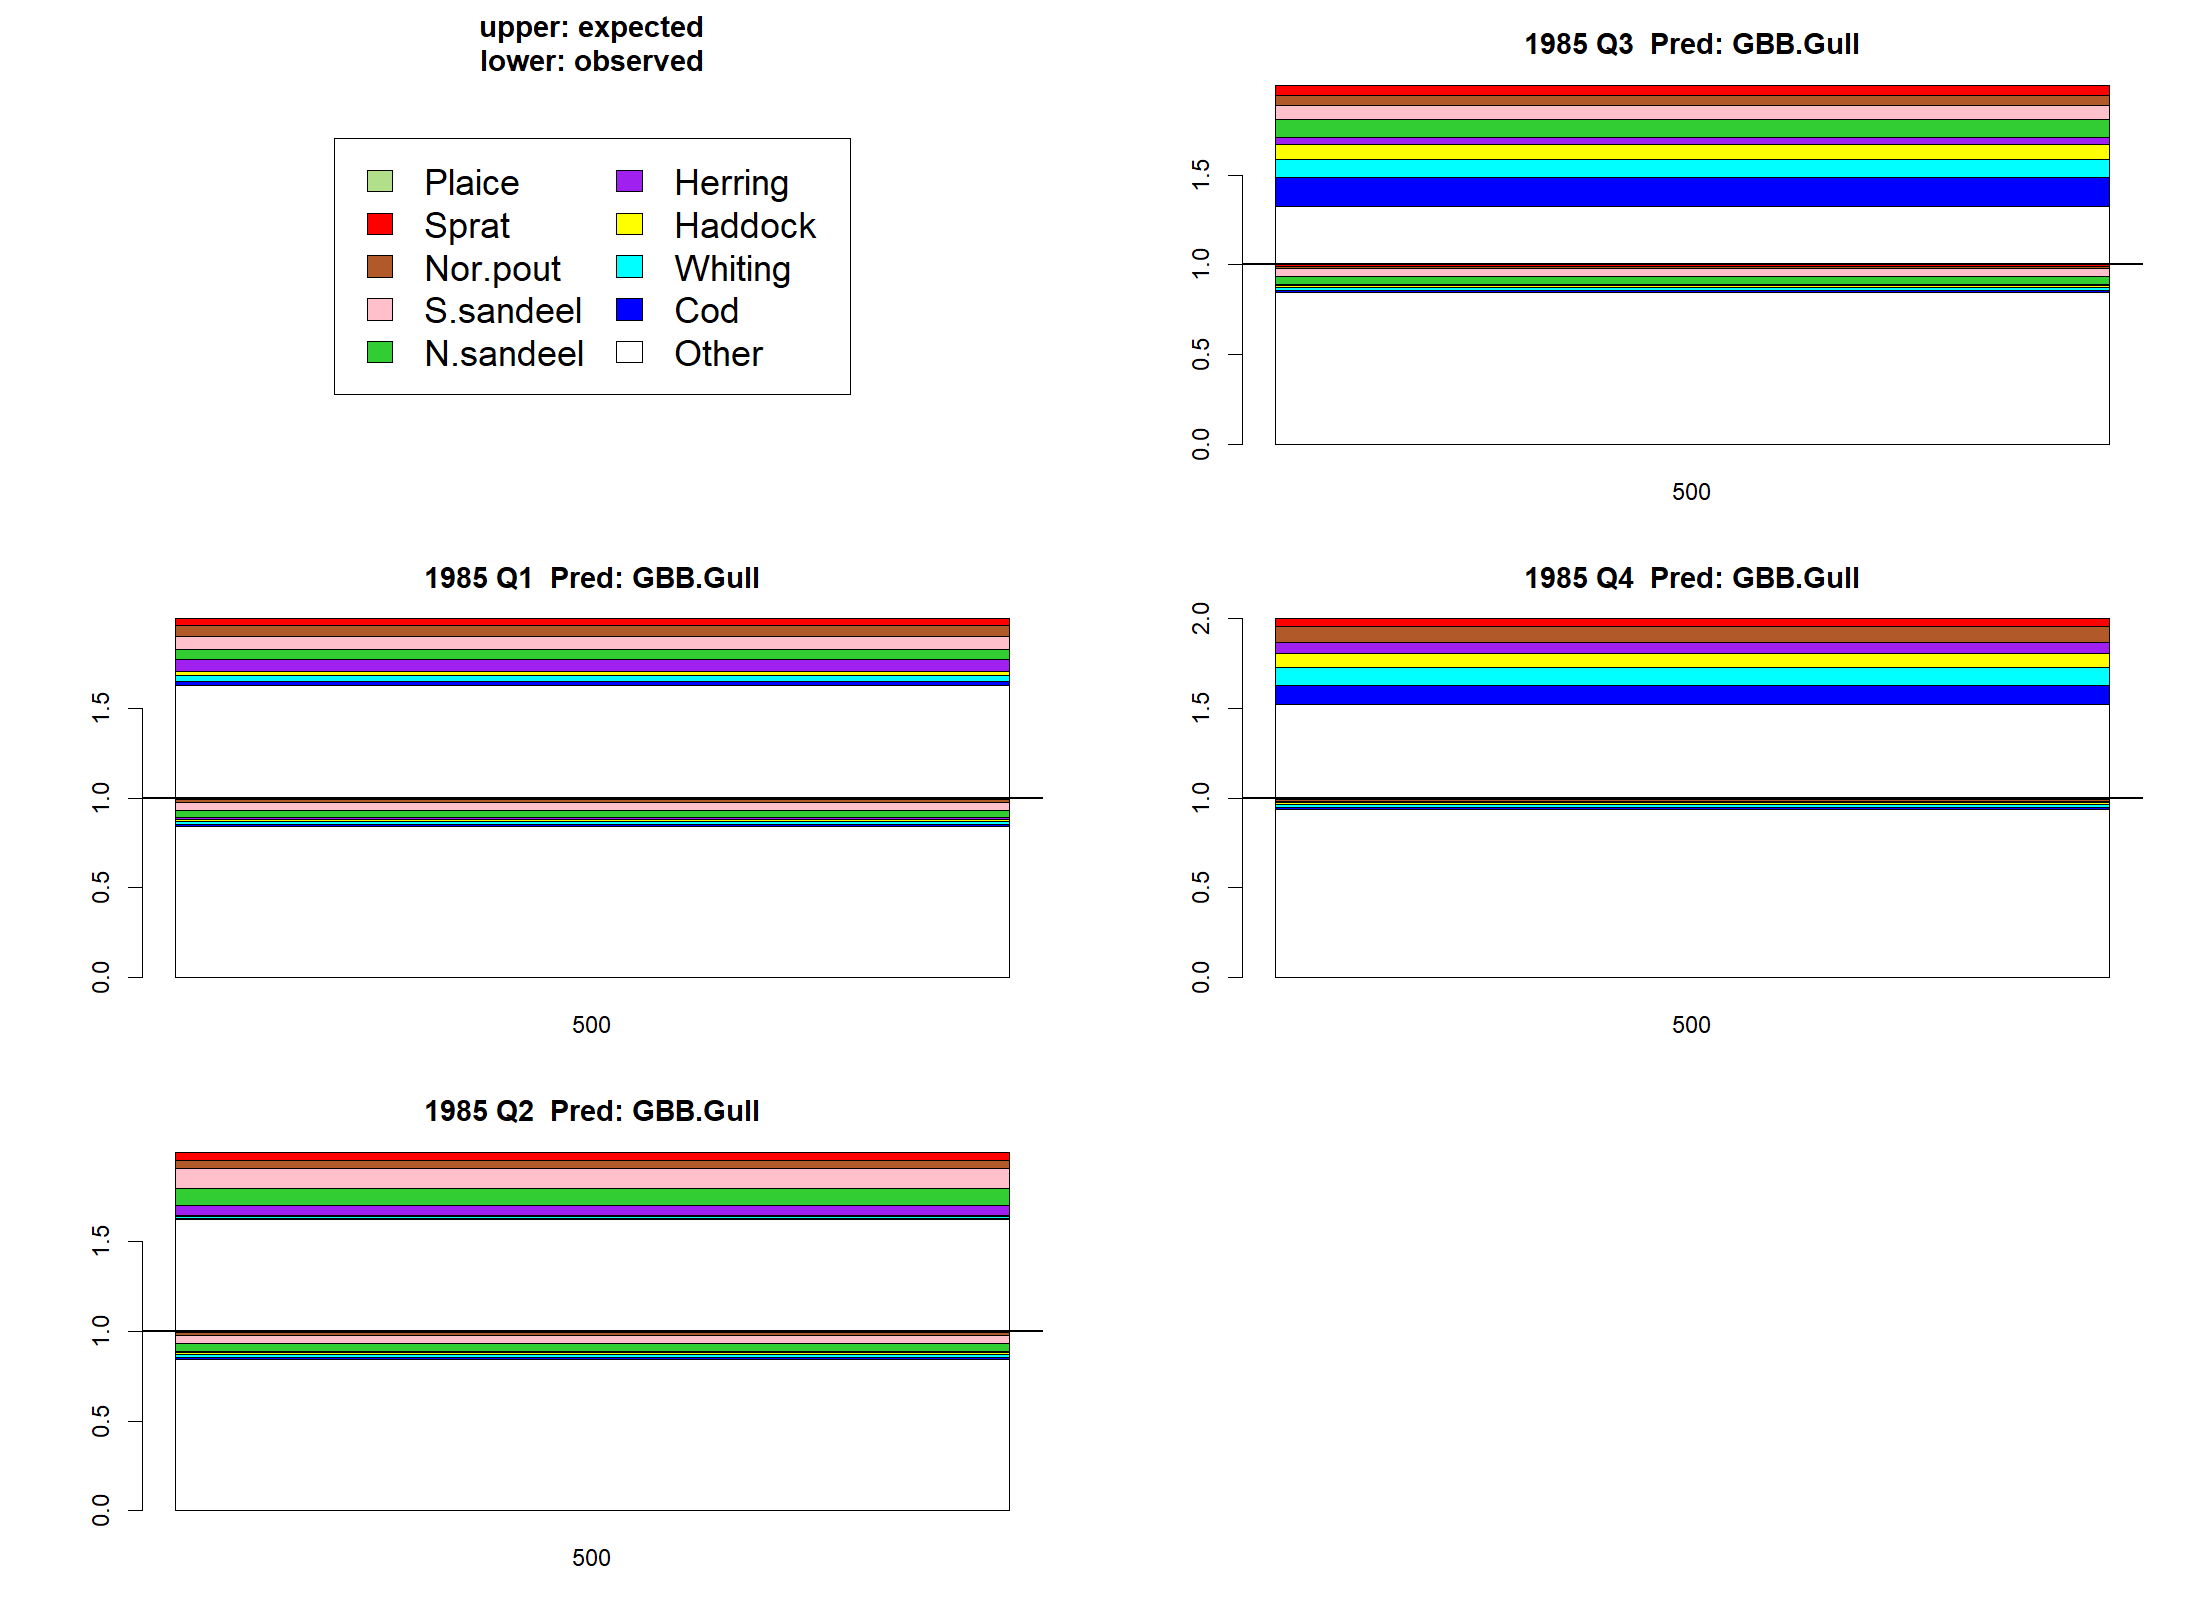 upper: expected
lower: observed
Plaice
Sprat
Nor.pout
S.sandeel
N.sandeel
Herring
Haddock
Whiting
Cod
Other
1985 Q1  Pred: GBB.Gull
1.5
1.0
0.5
0.0
500
1985 Q2  Pred: GBB.Gull
1.5
1.0
0.5
0.0
500
1985 Q3  Pred: GBB.Gull
1.5
1.0
0.5
0.0
500
1985 Q4  Pred: GBB.Gull
2.0
1.5
1.0
0.5
0.0
500